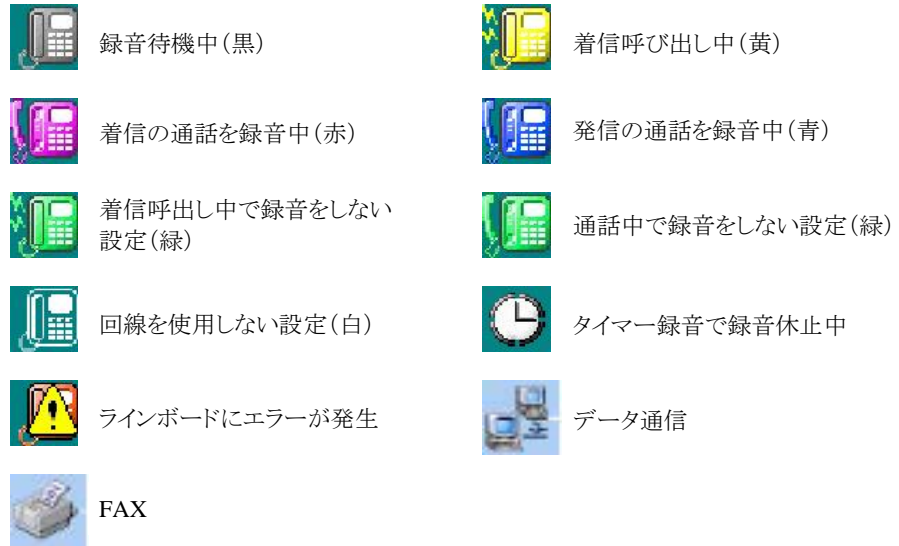 録音待機中(黒)
着信呼び出し中(黄)
着信の通話を録音中(赤)
発信の通話を録音中(青)
着信呼出し中で録音をしない
設定(緑)
通話中で録音をしない設定(緑)
回線を使用しない設定(白)
タイマー録音で録音休止中
ラインボードにエラーが発生
データ通信
FAX